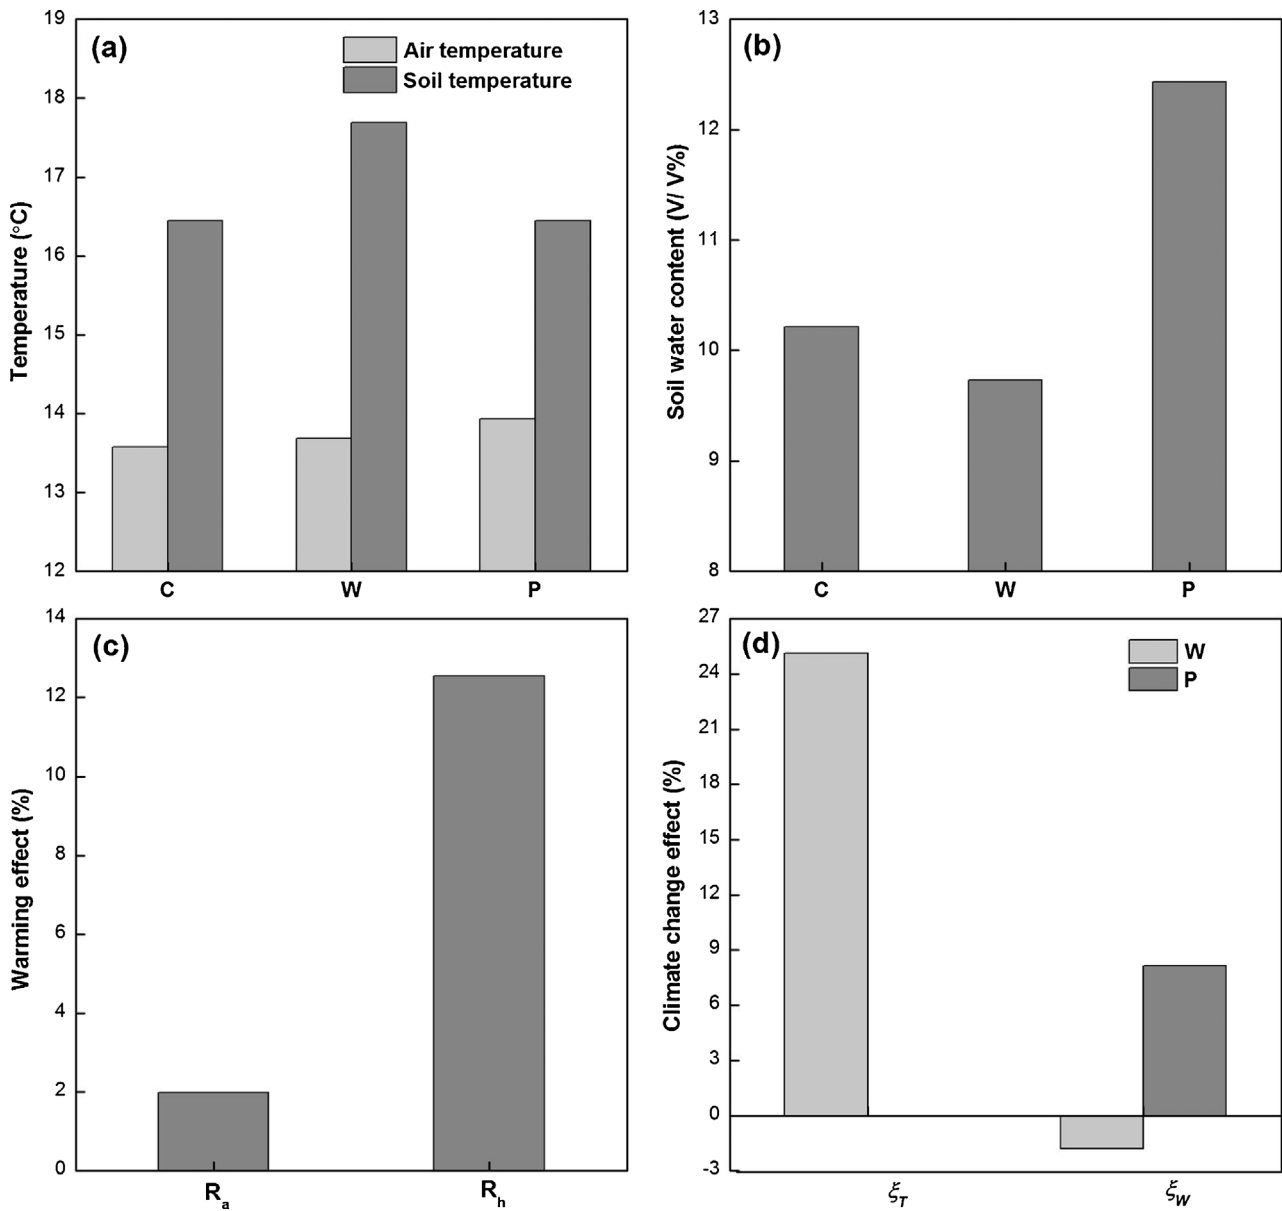 (a)
Air temperature
Soil temperature
Temperature (°C)
19
18
17
16
15
14
13
12
C W P
(b)
Soil water content (V/ V%)
13
12
11
10
9
8
C W P
(c)
Warming effect (%)
14
12
10
8
6
4
2
0
Ra Rh
(d)
W
P
Climate change effect (%)
27
24
21
18
15
12
9
6
3
0
-3
ξT ξW